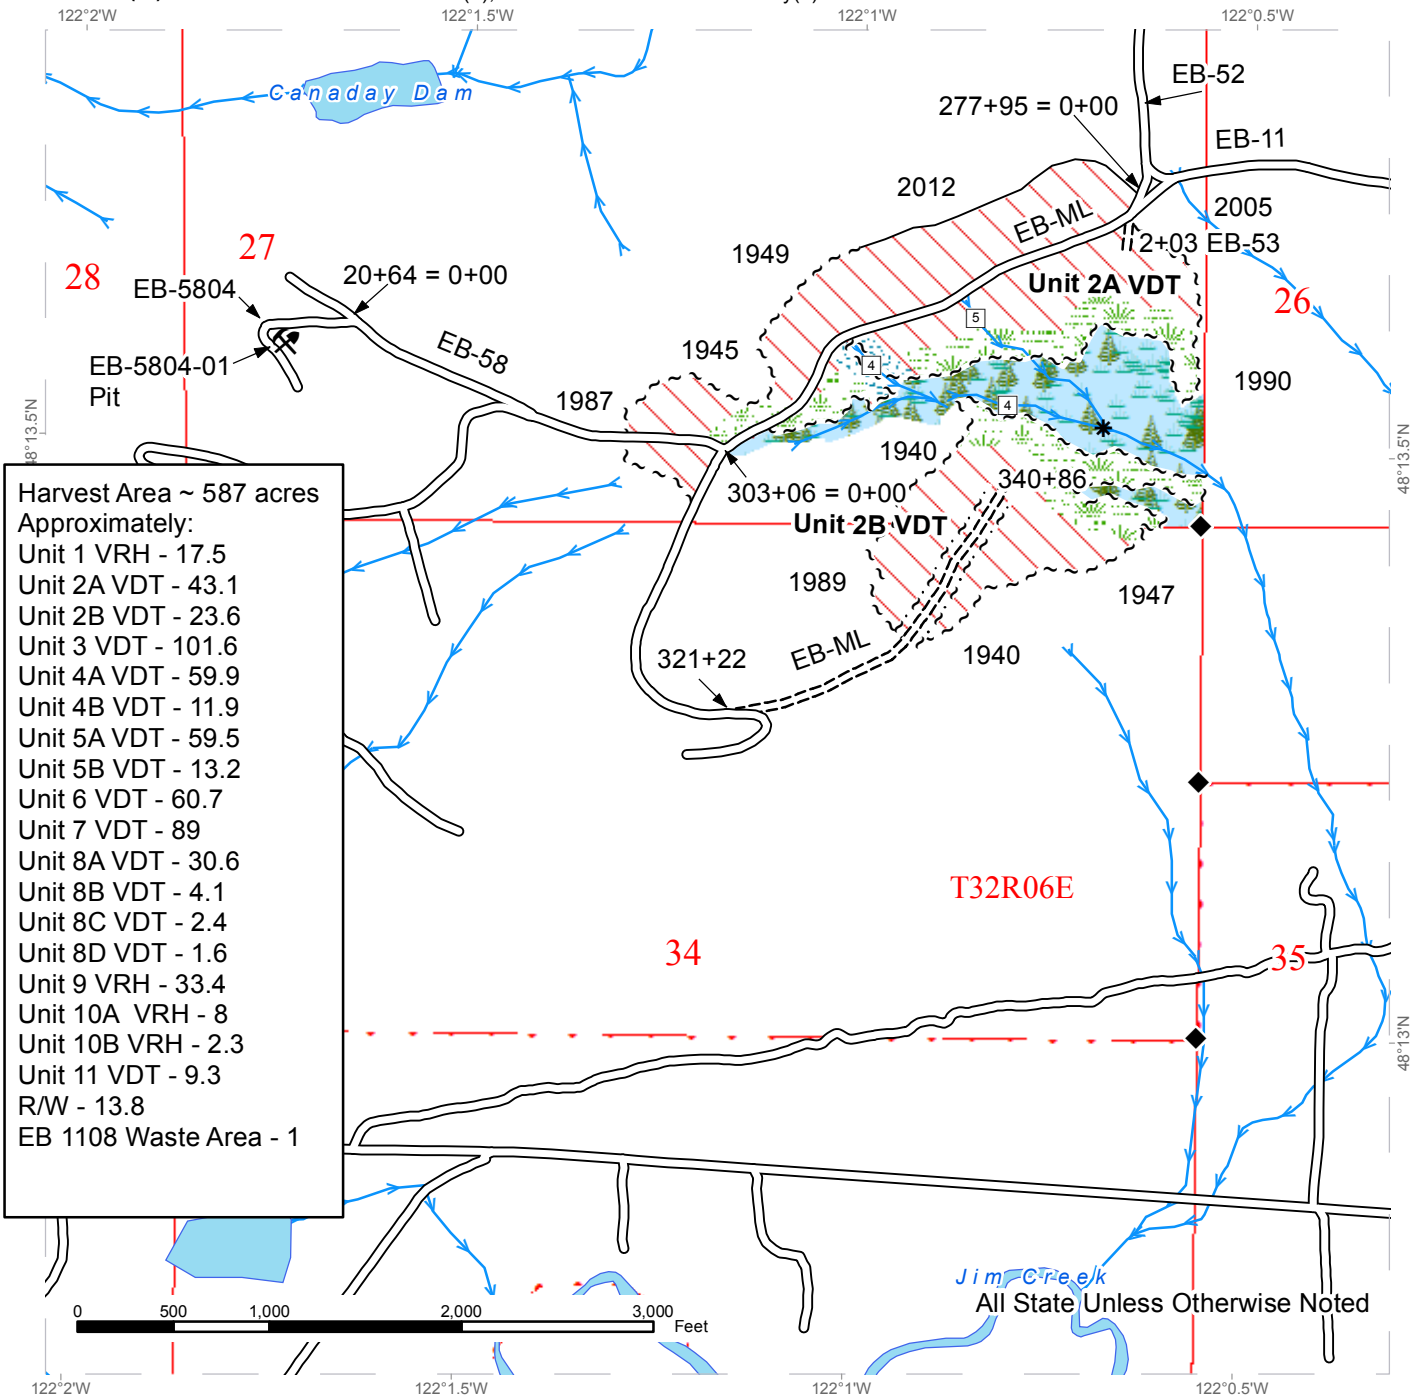 122°2'W 122°1.5'W 122°1'W 122°0.5'W
Canaday Dam
EB-52
277+95 = 0+00
EB-11
2012
2005
EB-ML
2+03 EB-53
1949
27
28
EB-5804
20+64 = 0+00
Unit 2A VDT
26
5
EB-58
1945
4
EB-5804-01
Pit
1990
1987
4
48°13.5'N
48°13.5'N
1940
340+86
303+06 = 0+00
Unit 2B VDT
1989
1947
EB-ML
1940
321+22
Harvest Area ~ 587 acres
Approximately:
Unit 1 VRH - 17.5
Unit 2A VDT - 43.1
Unit 2B VDT - 23.6
Unit 3 VDT - 101.6
Unit 4A VDT - 59.9
Unit 4B VDT - 11.9
Unit 5A VDT - 59.5
Unit 5B VDT - 13.2
Unit 6 VDT - 60.7
Unit 7 VDT - 89
Unit 8A VDT - 30.6
Unit 8B VDT - 4.1
Unit 8C VDT - 2.4
Unit 8D VDT - 1.6
Unit 9 VRH - 33.4
Unit 10A VRH - 8
Unit 10B VRH - 2.3
Unit 11 VDT - 9.3
R/W - 13.8
EB 1108 Waste Area - 1
T32R06E
34
35
48°13'N
Jim Creek
All State Unless Otherwise Noted
0 500 1,000 2,000 3,000
Feet
122°2'W 122°1.5'W 122°1'W 122°0.5'W